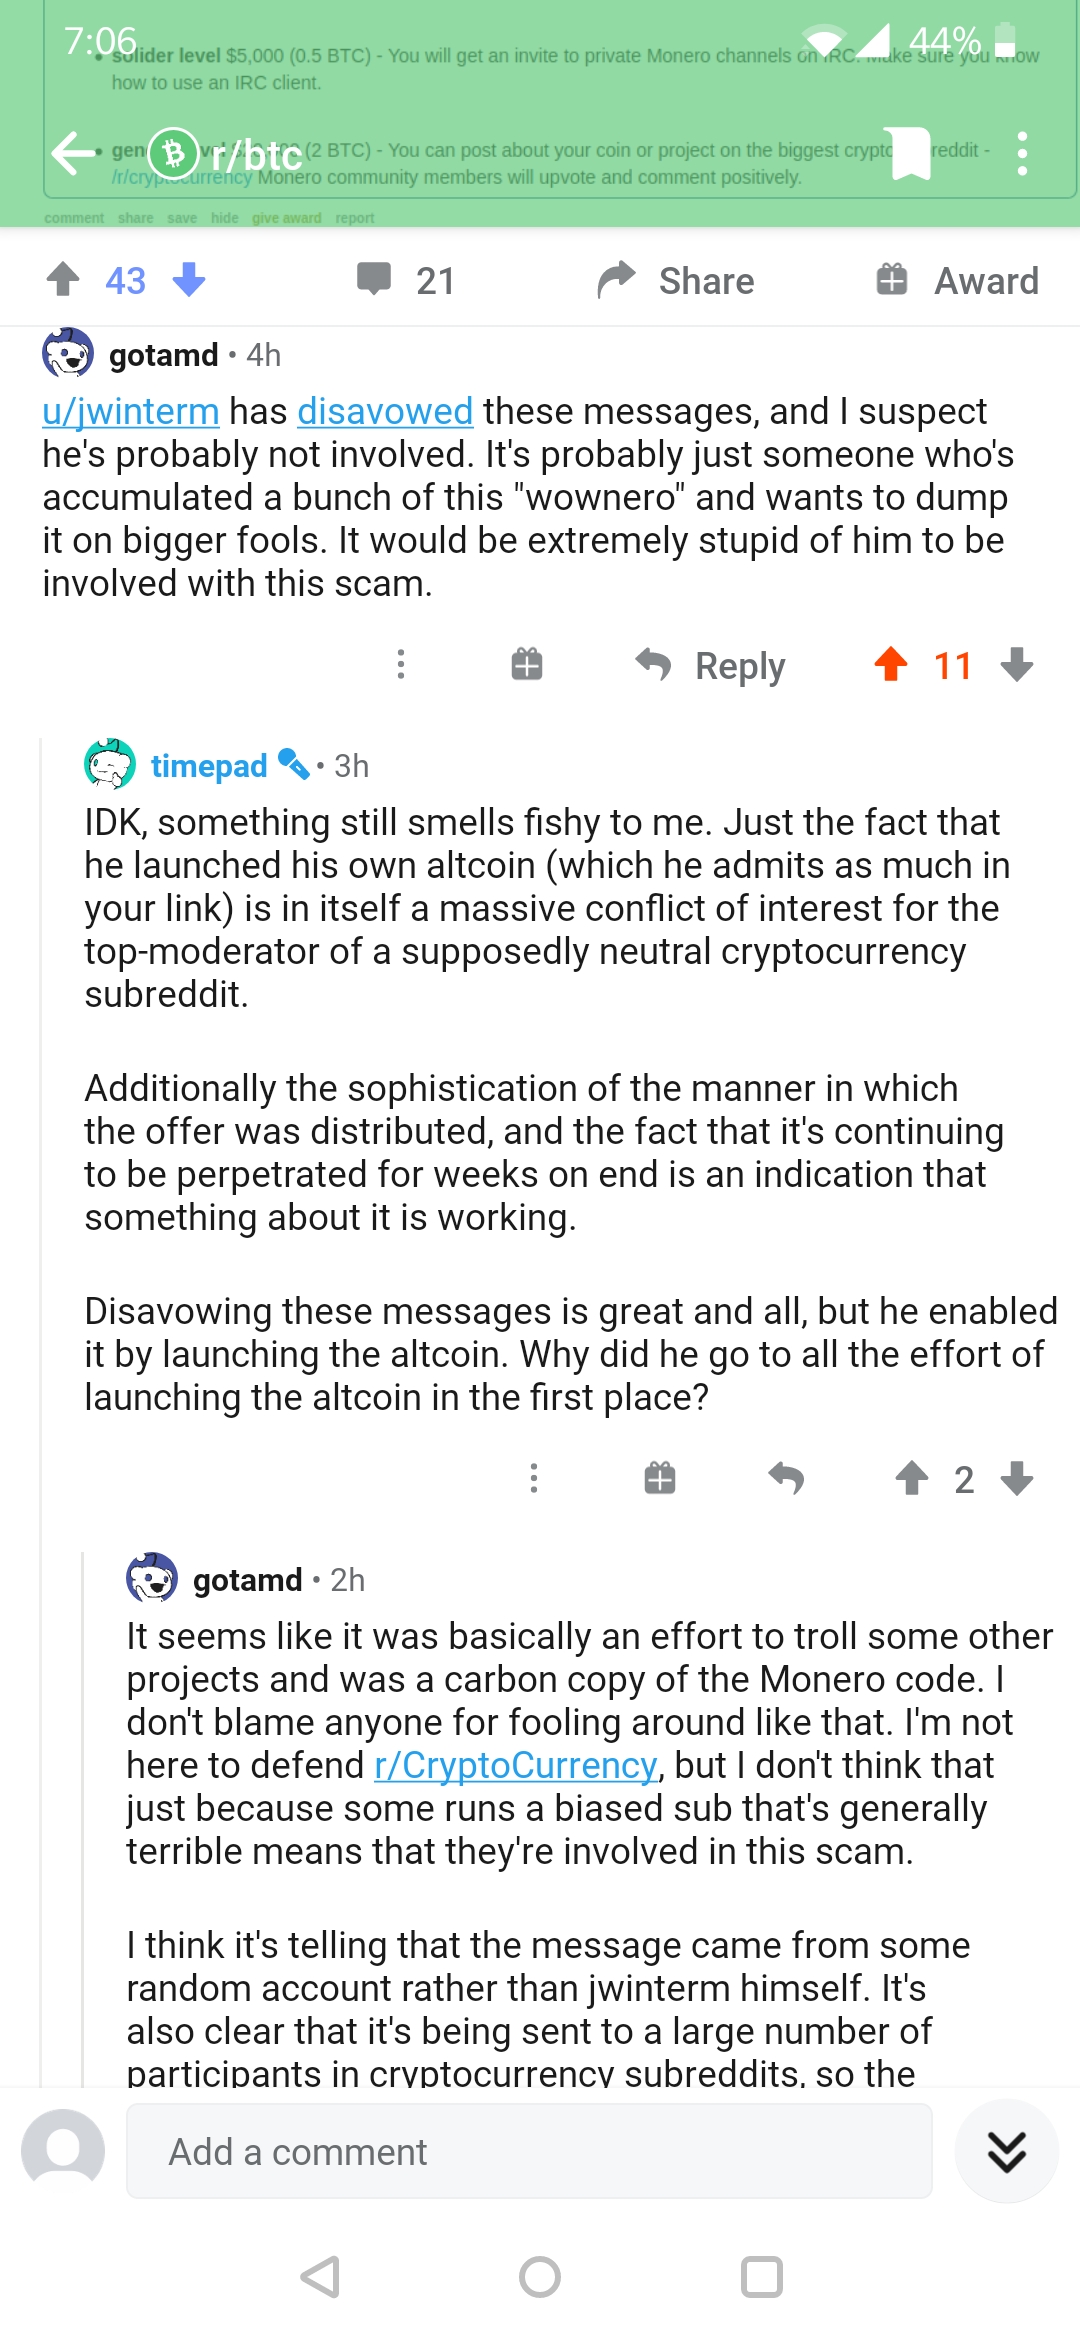 7:06
44%
solider level $5,000 (0.5 BTC) - You will get an invite to private Monero channels on IRC. Make sure you know
how to use an IRC client.
r/btc
(2 BTC) - You can post about your coin or project on the biggest crypto
/r/cryptocurrency Monero community members will upvote and comment positively.
comment share save hide give award report
43
21
Share
Award
gotamd • 4h
u/jwinterm has disavowed these messages, and I suspect
he's probably not involved. It's probably just someone who's
accumulated a bunch of this "wownero" and wants to dump
it on bigger fools. It would be extremely stupid of him to be
involved with this scam.
Reply
11
timepad • 3h
IDK, something still smells fishy to me. Just the fact that
he launched his own altcoin (which he admits as much in
your link) is in itself a massive conflict of interest for the
top-moderator of a supposedly neutral cryptocurrency
subreddit.
Additionally the sophistication of the manner in which
the offer was distributed, and the fact that it's continuing
to be perpetrated for weeks on end is an indication that
something about it is working.
Disavowing these messages is great and all, but he enabled
it by launching the altcoin. Why did he go to all the effort of
launching the altcoin in the first place?
2
gotamd • 2h
It seems like it was basically an effort to troll some other
projects and was a carbon copy of the Monero code. I
don't blame anyone for fooling around like that. I'm not
here to defend r/CryptoCurrency, but I don't think that
just because some runs a biased sub that's generally
terrible means that they're involved in this scam.
I think it's telling that the message came from some
random account rather than jwinterm himself. It's
also clear that it's being sent to a large number of
participants in cryptocurrency subreddits, so the
Add a comment